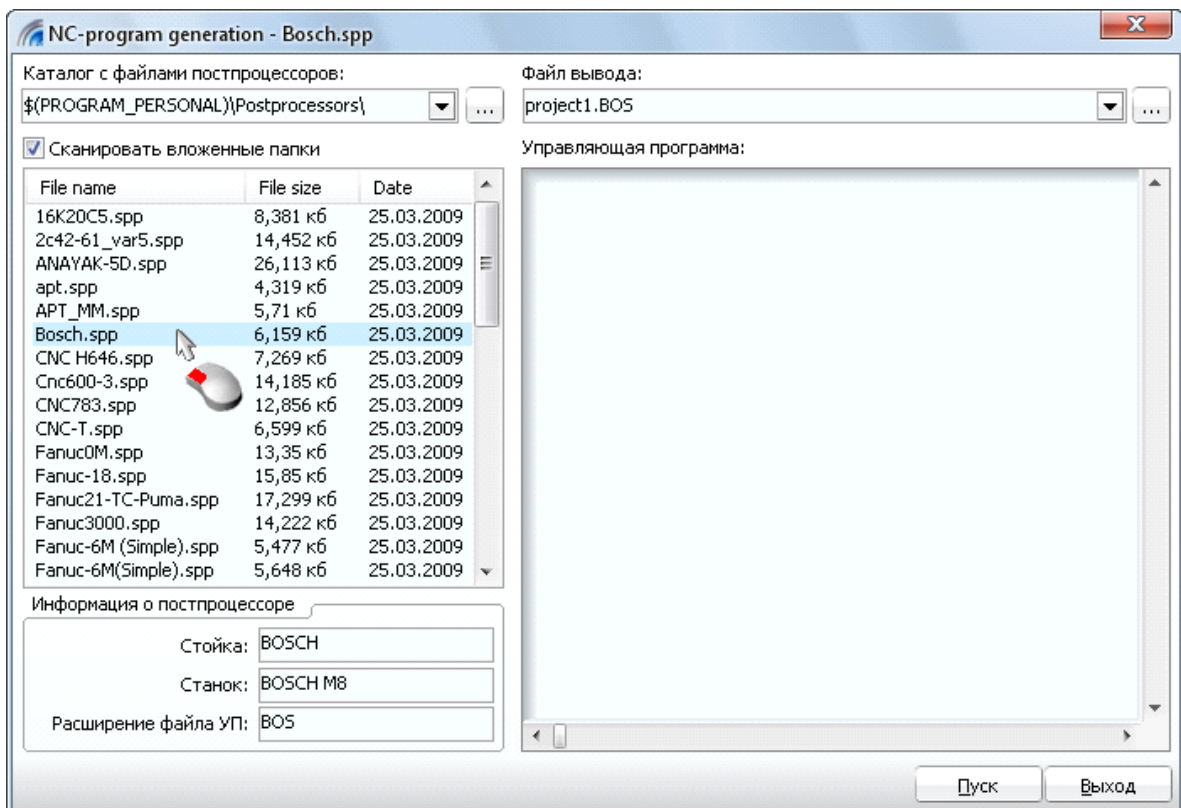 NC-program generation - Bosch.spp
Каталог с файлами постпроцессоров:
$(PROGRAM_PERSONAL)\Postprocessors\
...
Сканировать вложенные папки
File name File size Date
16K20C5.spp 8,381 кб 25.03.2009
2c42-61_var5.spp 14,452 кб 25.03.2009
ANAYAK-5D.spp 26,113 кб 25.03.2009
apt.spp 4,319 кб 25.03.2009
APT_MM.spp 5,71 кб 25.03.2009
Bosch.spp 6,159 кб 25.03.2009
CNC H646.spp 7,269 кб 25.03.2009
Cnc600-3.spp 14,185 кб 25.03.2009
CNC783.spp 12,856 кб 25.03.2009
CNC-T.spp 6,599 кб 25.03.2009
Fanuc0M.spp 13,35 кб 25.03.2009
Fanuc-18.spp 15,85 кб 25.03.2009
Fanuc21-TC-Puma.spp 17,299 кб 25.03.2009
Fanuc3000.spp 14,222 кб 25.03.2009
Fanuc-6M (Simple).spp 5,477 кб 25.03.2009
Fanuc-6M(Simple).spp 5,648 кб 25.03.2009
Информация о постпроцессоре
Стойка: BOSCH
Станок: BOSCH M8
Расширение файла УП: BOS
Файл вывода:
project1.BOS
...
Управляющая программа:
Пуск
Выход